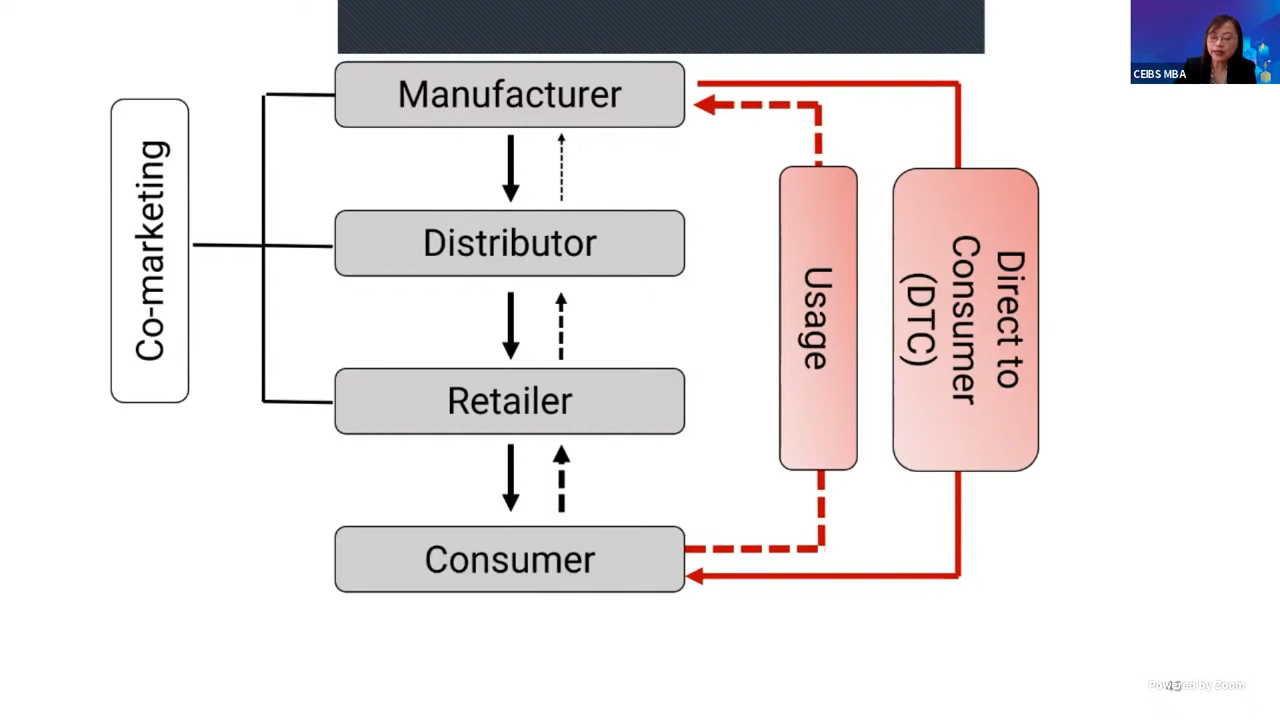 Manufacturer
CEIBS MBA
Co-marketing
Distributor
Usage
Direct to
Consumer
(DTC)
Retailer
Consumer
Powered by Zoom